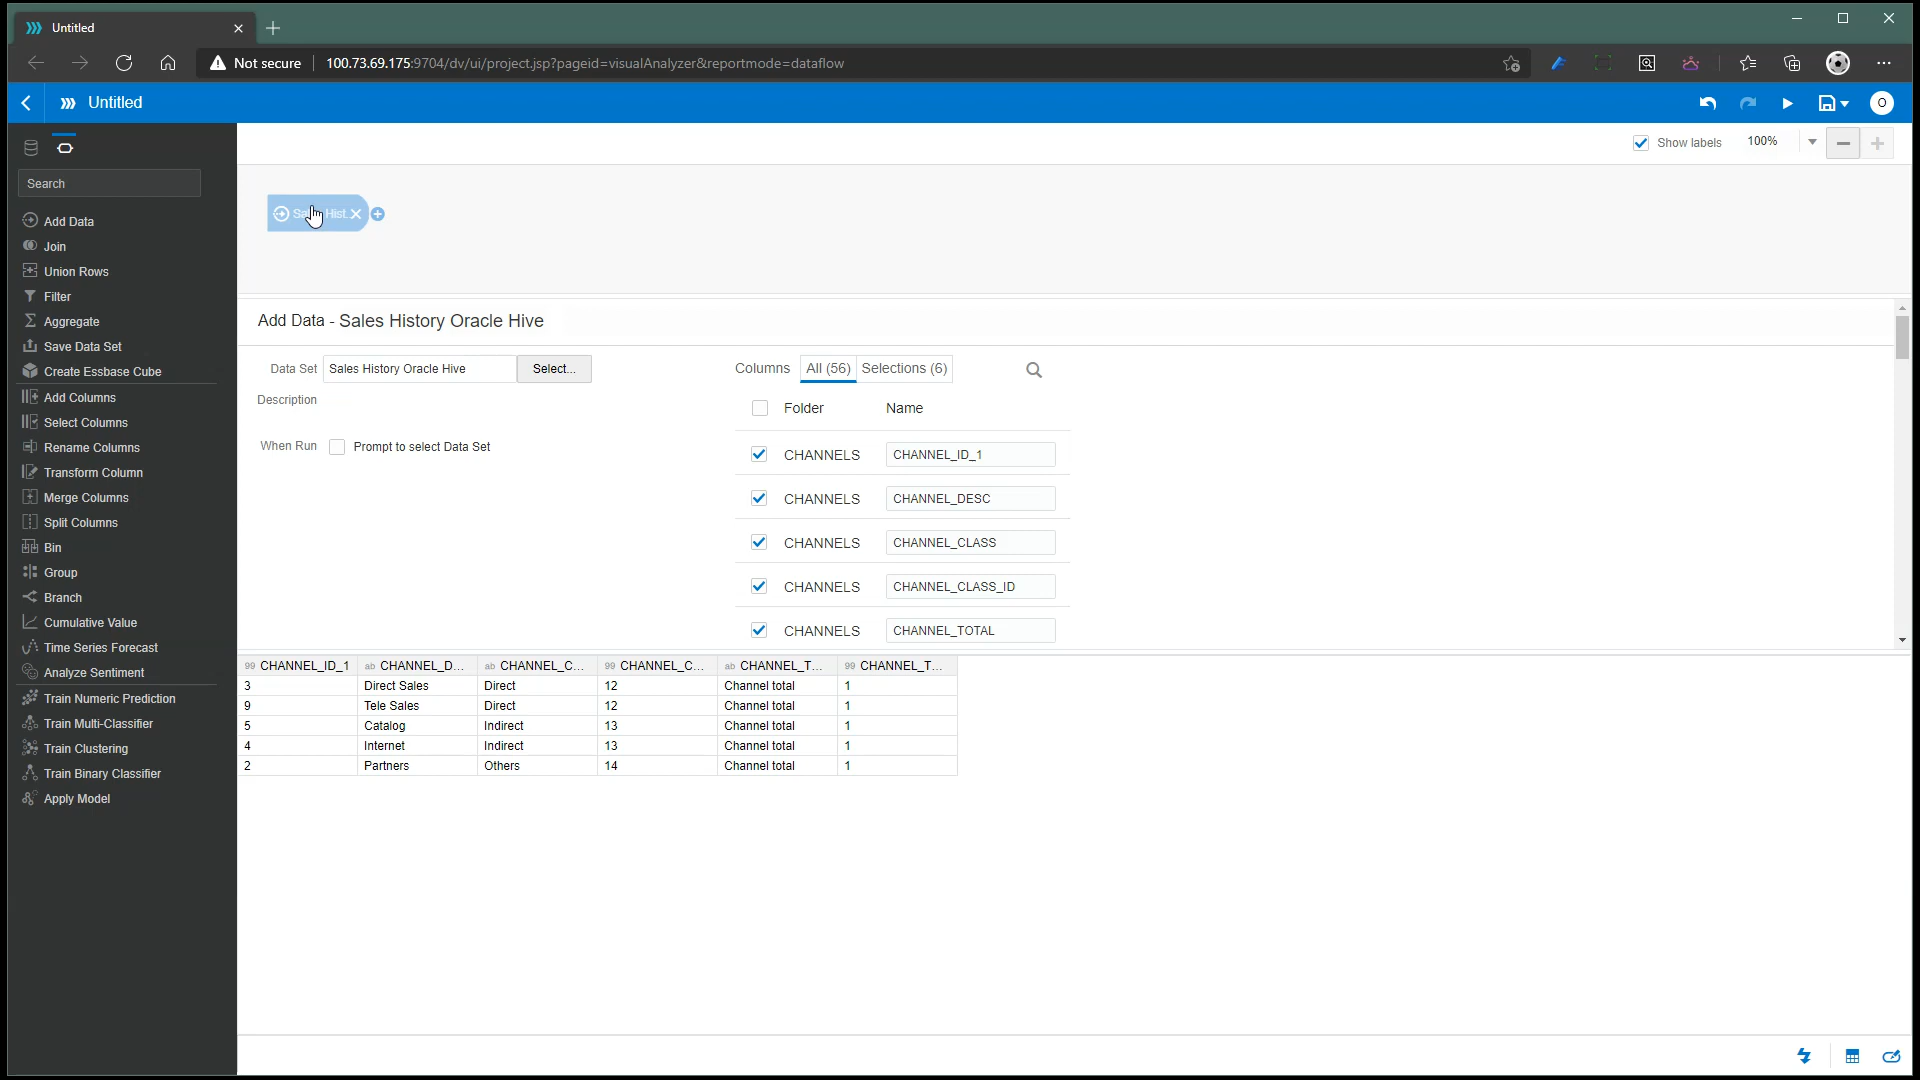 Untitled
Not secure
100.73.69.175:9704/dv/ui/project.jsp?pageid=visualAnalyzer&reportmode=dataflow
Untitled
O
Show labels
100%
Search
Add Data
Join
Union Rows
Filter
Aggregate
Save Data Set
Create Essbase Cube
Add Columns
Select Columns
Rename Columns
Transform Column
Merge Columns
Split Columns
Bin
Group
Branch
Cumulative Value
Time Series Forecast
Analyze Sentiment
Train Numeric Prediction
Train Multi-Classifier
Train Clustering
Train Binary Classifier
Apply Model
Hist.
Add Data - Sales History Oracle Hive
Data Set
Sales History Oracle Hive
Select...
Description
When Run
Prompt to select Data Set
Columns
All (56)
Selections (6)
Folder Name
CHANNELS CHANNEL_ID_1
CHANNELS CHANNEL_DESC
CHANNELS CHANNEL_CLASS
CHANNELS CHANNEL_CLASS_ID
CHANNELS CHANNEL_TOTAL
99 CHANNEL_ID_1 ab CHANNEL_D... ab CHANNEL_C... 99 CHANNEL_C... ab CHANNEL_T... 99 CHANNEL_T...
3 Direct Sales Direct 12 Channel total 1
9 Tele Sales Direct 12 Channel total 1
5 Catalog Indirect 13 Channel total 1
4 Internet Indirect 13 Channel total 1
2 Partners Others 14 Channel total 1